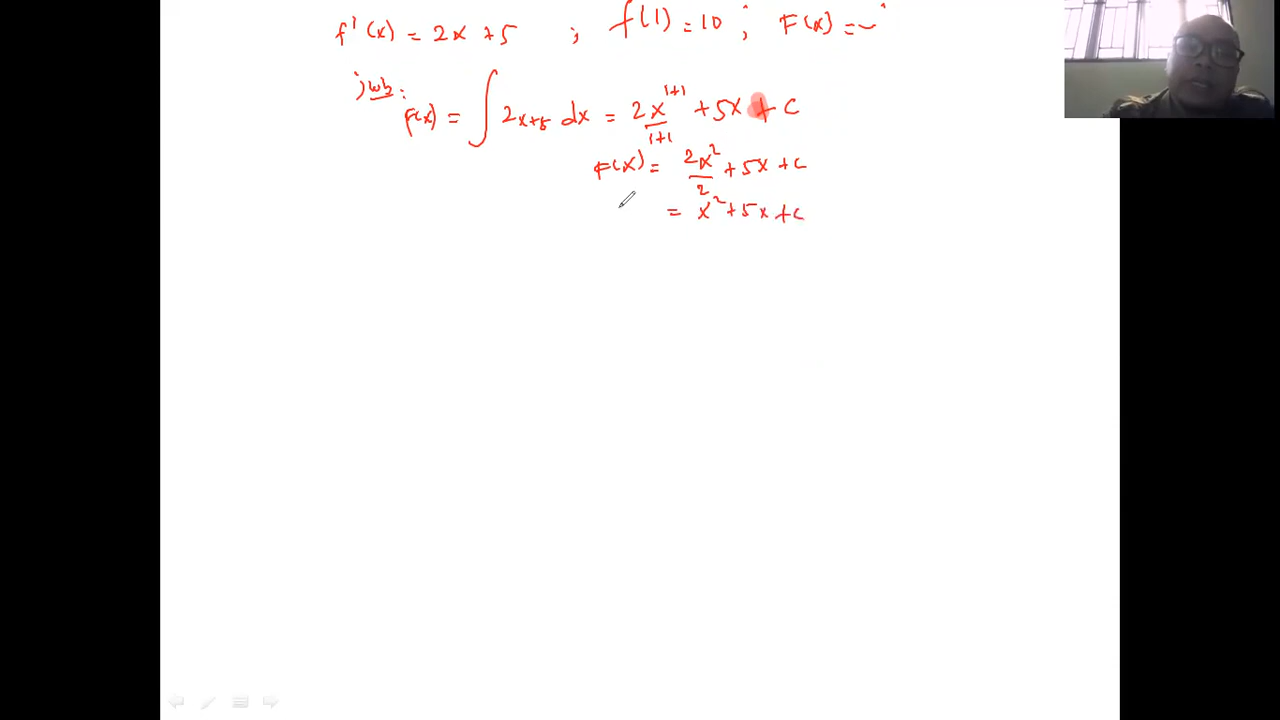 f'(x) = 2x + 5 ; f(1) = 10 ; F(x) = ~
jwb :
F(x) = ∫ 2x+5 dx = 2x^{1+1}/1+1 + 5x + c
F(x) = 2x²/2 + 5x + c
= x² + 5x + c